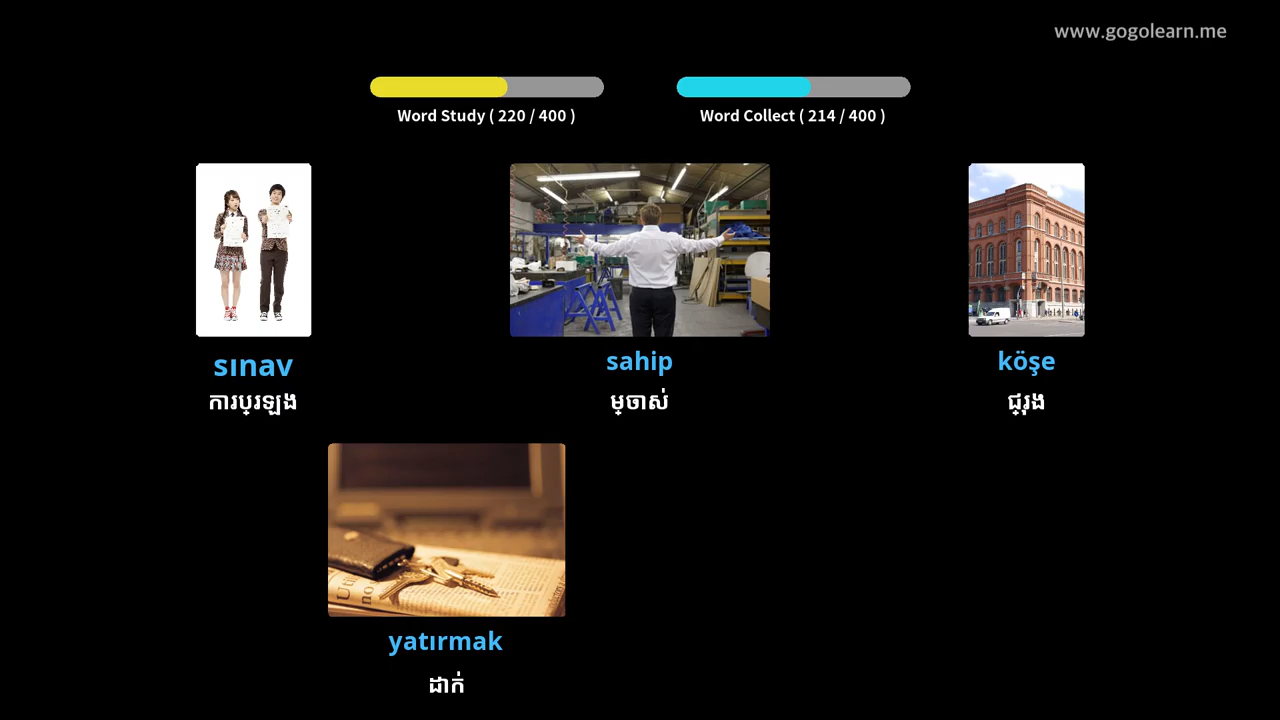 www.gogolearn.me
Word Study ( 220 / 400 )
Word Collect ( 214 / 400 )
sınav
ការប្រឡង
sahip
ម្ចាស់
köşe
ជ្រុង
yatırmak
ដាក់